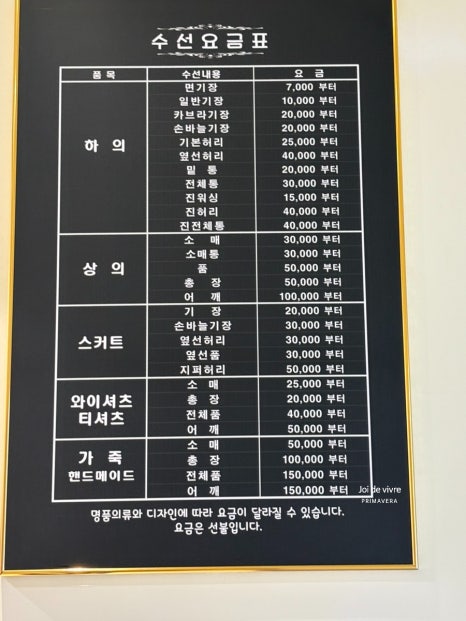 수선요금표
품목 수선내용 요 금
하 의
면기장 7,000 부터
일반기장 10,000 부터
카브라기장 20,000 부터
손바늘기장 20,000 부터
기본허리 25,000 부터
옆선허리 40,000 부터
밑 통 20,000 부터
전체통 30,000 부터
진워싱 15,000 부터
진허리 40,000 부터
진전체통 40,000 부터
상 의
소 매 30,000 부터
소매통 30,000 부터
품 50,000 부터
총 장 50,000 부터
어 깨 100,000 부터
스커트
기 장 20,000 부터
손바늘기장 30,000 부터
옆선허리 30,000 부터
옆선품 30,000 부터
지퍼허리 50,000 부터
와이셔츠
티셔츠
소 매 25,000 부터
총 장 20,000 부터
전체품 40,000 부터
어 깨 50,000 부터
가 죽
핸드메이드
소 매 50,000 부터
총 장 100,000 부터
전체품 150,000 부터
어 깨 150,000 부터
명품의류와 디자인에 따라 요금이 달라질 수 있습니다.
요금은 선불입니다.
Joi de vivre
PRIMAVERA